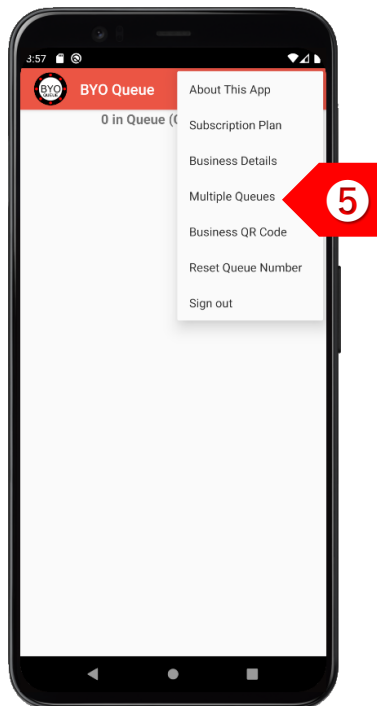 3:57
BYO QUEUE
BYO Queue
0 in Queue (
About This App
Subscription Plan
Business Details
Multiple Queues
5
Business QR Code
Reset Queue Number
Sign out